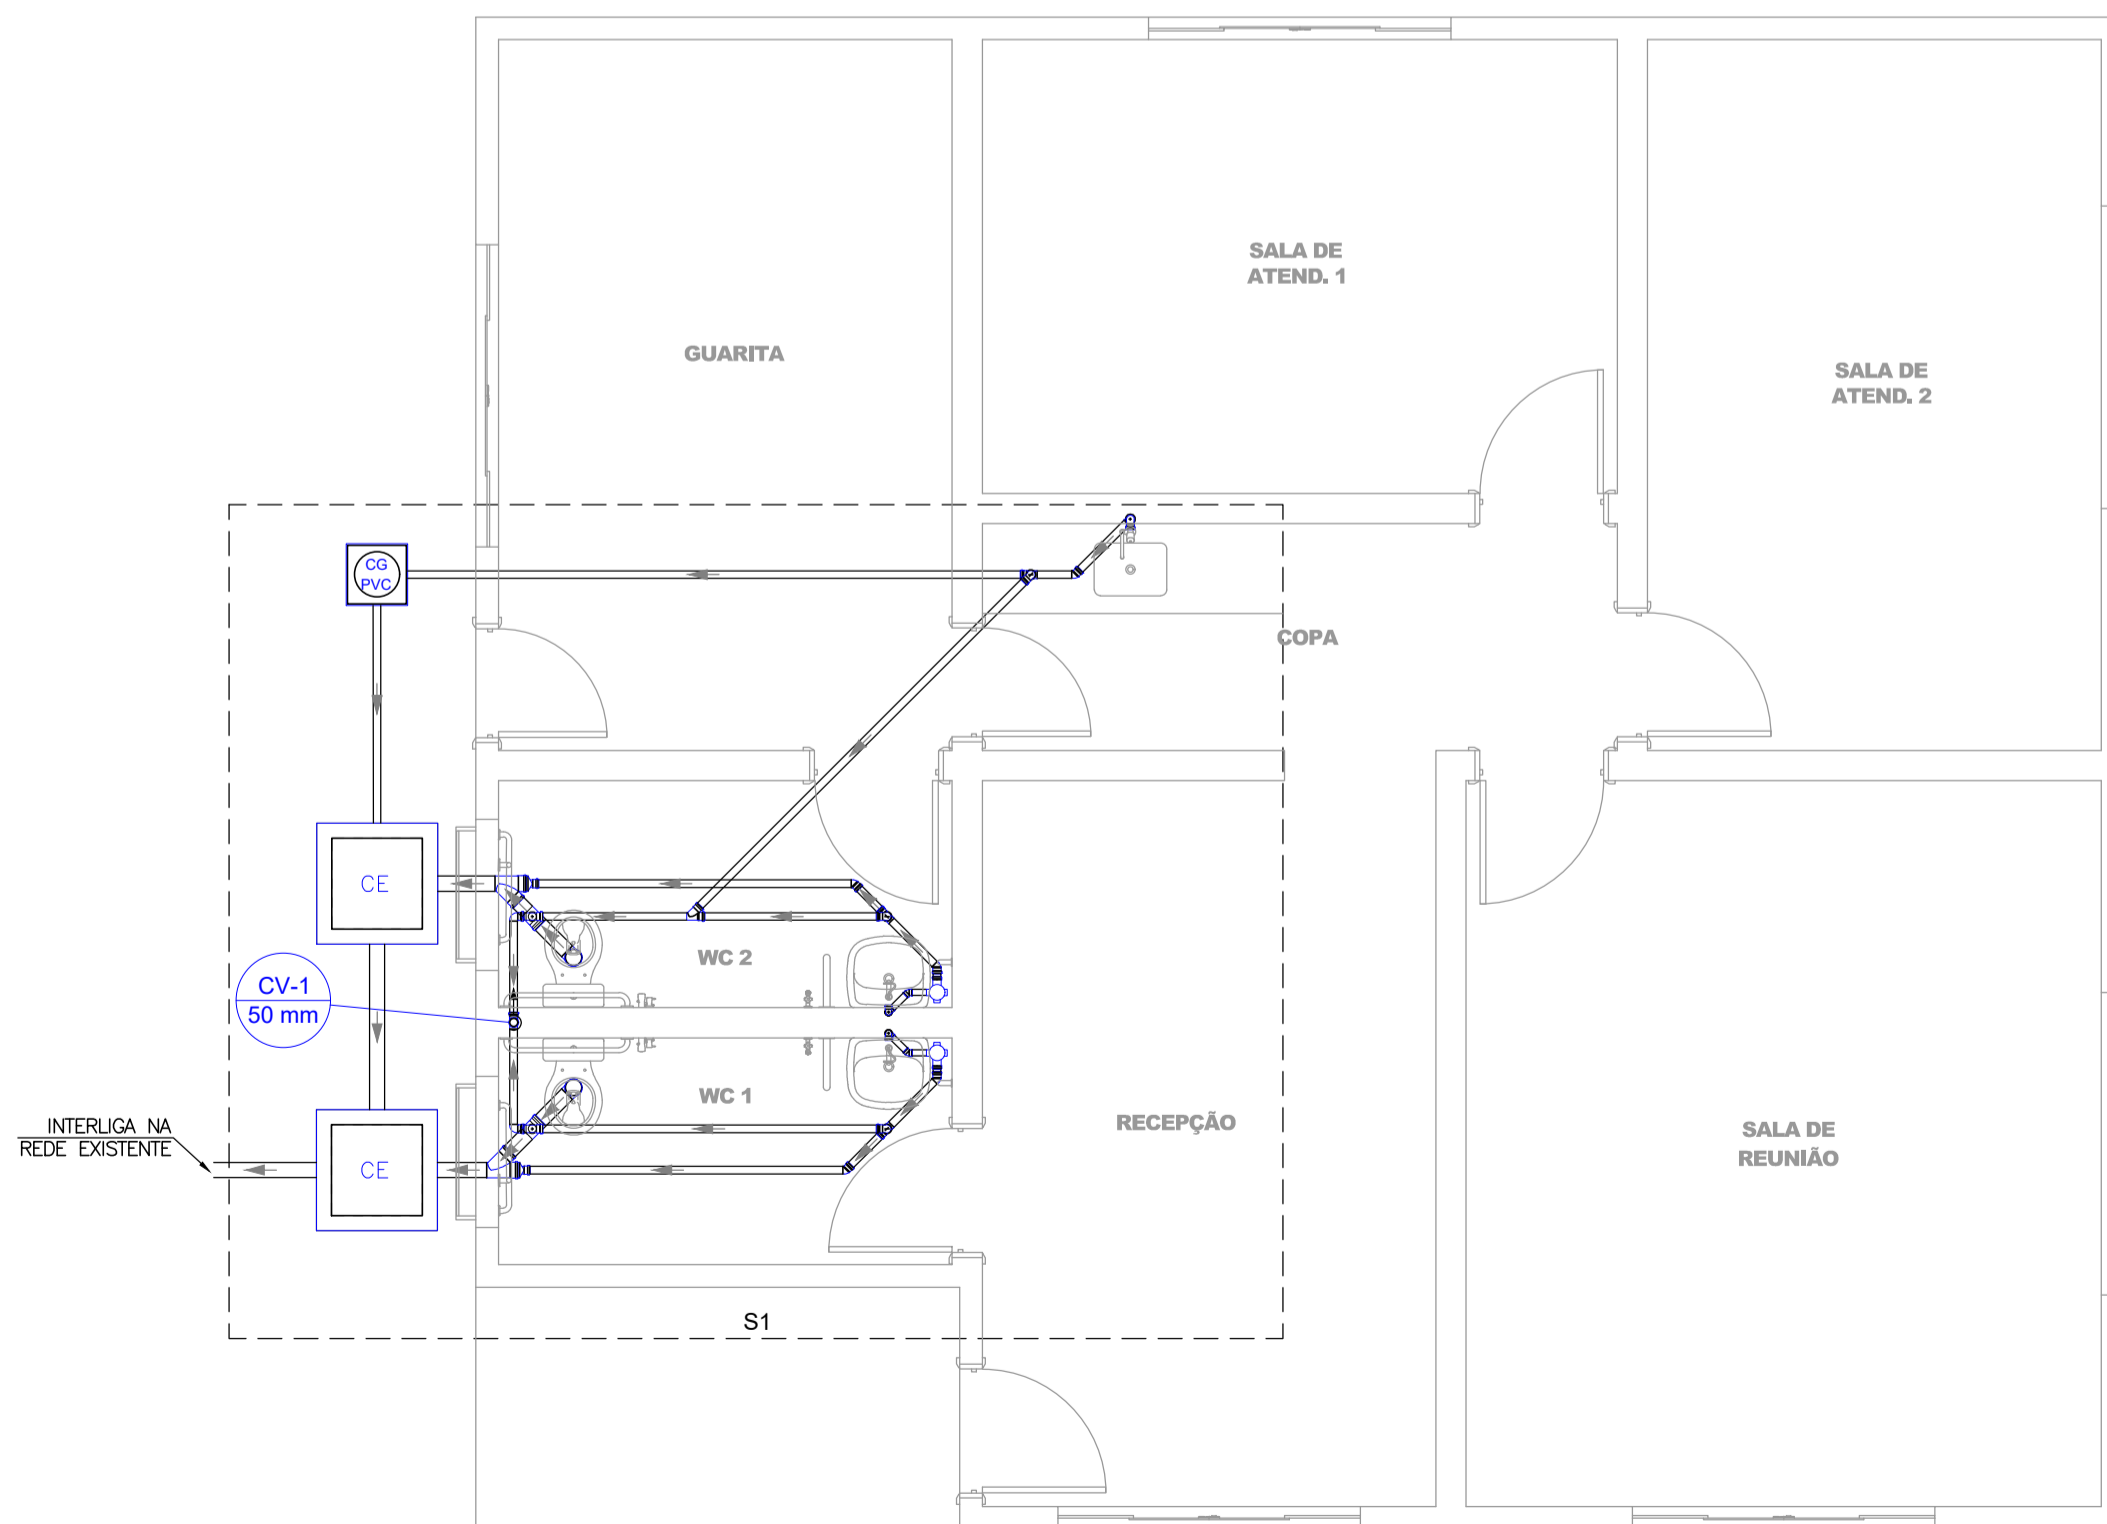 SALA DE
ATEND. 1
GUARITA
SALA DE
ATEND. 2
CG
PVC
COPA
CE
WC 2
CV-1
50 mm
WC 1
INTERLIGA NA
REDE EXISTENTE
CE
RECEPÇÃO
SALA DE
REUNIÃO
S1